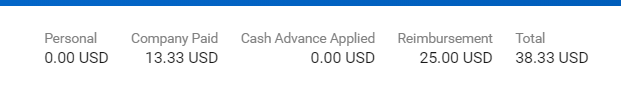 Personal Company Paid Cash Advance Applied Reimbursement Total
0.00 USD 13.33 USD 0.00 USD 25.00 USD 38.33 USD